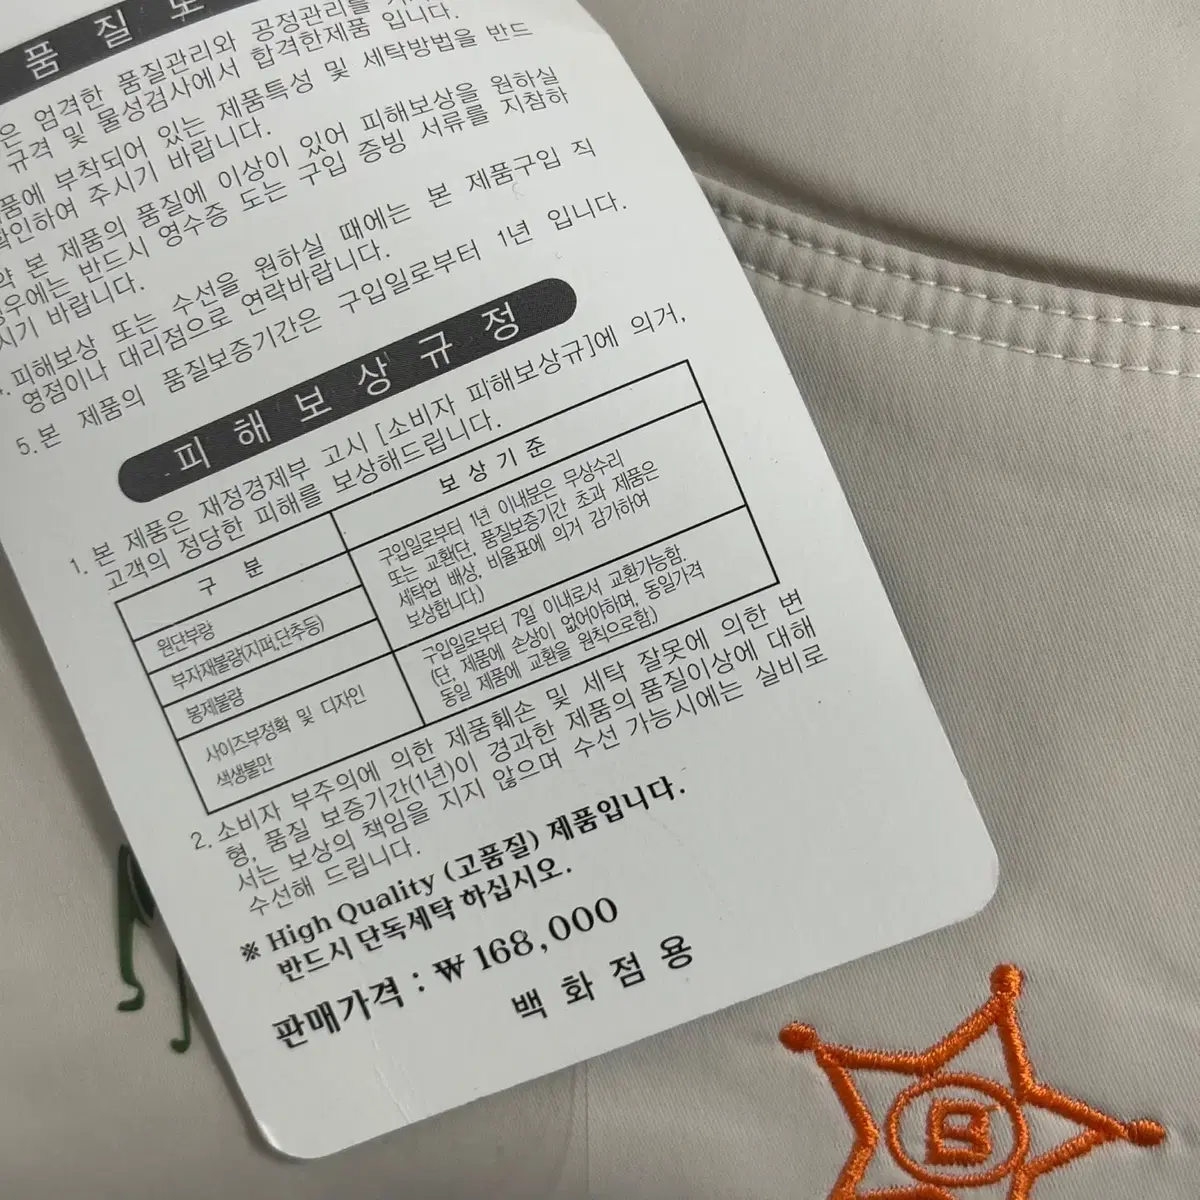 품 질 보
은 엄격한 품질관리와 공정관리를
규격 및 물성검사에서 합격한제품 입니다.
품에 부착되어 있는 제품특성 및 세탁방법을 반드
확인하여 주시기 바랍니다.
약 본 제품의 품질에 이상이 있어 피해보상을 원하실
경우에는 반드시 영수증 도는 구입 증빙 서류를 지참하
시기 바랍니다.
피해보상 또는 수선을 원하실 때에는 본 제품구입 직
영점이나 대리점으로 연락바랍니다.
5. 본 제품의 품질보증기간은 구입일로부터 1년 입니다.
피 해 보 상 규 정
1. 본 제품은 재정경제부 고시 [소비자 피해보상규]에 의거,
고객의 정당한 피해를 보상해드립니다.
구 분
보 상 기 준
원단부량
부자재불량(지퍼,단추등)
봉제불량
구입일로부터 1년 이내분은 무상수리
또는 교환(단, 품질보증기간 초과 제품은
세탁업 배상, 비율표에 의거 감가하여
보상합니다.)
사이즈부정확 및 디자인
색생불만
구입일로부터 7일 이내로서 교환가능함.
(단, 제품에 손상이 없어야하며, 동일가격
동일 제품에 교환을 원칙으로함.)
2. 소비자 부주의에 의한 제품훼손 및 세탁 잘못에 의한 변
형, 품질 보증기간(1년)이 경과한 제품의 품질이상에 대해
서는 보상의 책임을 지지 않으며 수선 가능시에는 실비로
수선해 드립니다.
※ High Quality (고품질) 제품입니다.
반드시 단독세탁 하십시오.
판매가격 : ₩ 168,000
백 화 점 용
B